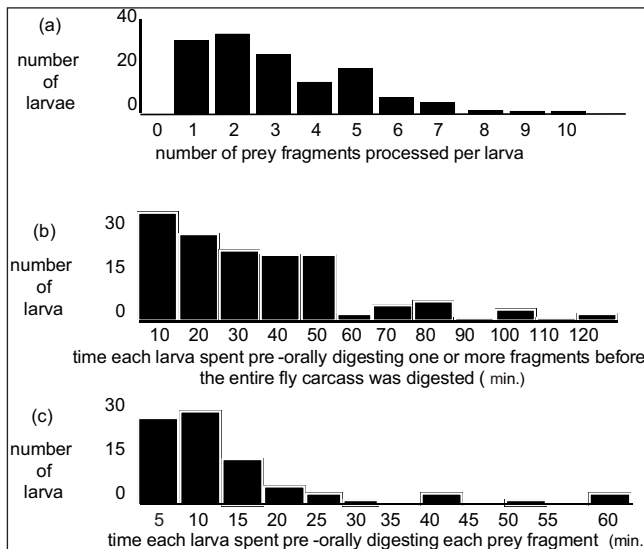 (a)
40
number
of
larvae
20
0
0 1 2 3 4 5 6 7 8 9 10
number of prey fragments processed per larva
(b)
30
number
of
larva
15
0
10 20 30 40 50 60 70 80 90 100 110 120
time each larva spent pre -orally digesting one or more fragments before
the entire fly carcass was digested ( min.)
(c)
30
number
of
larva
15
0
5 10 15 20 25 30 35 40 45 50 55 60
time each larva spent pre -orally digesting each prey fragment (min.